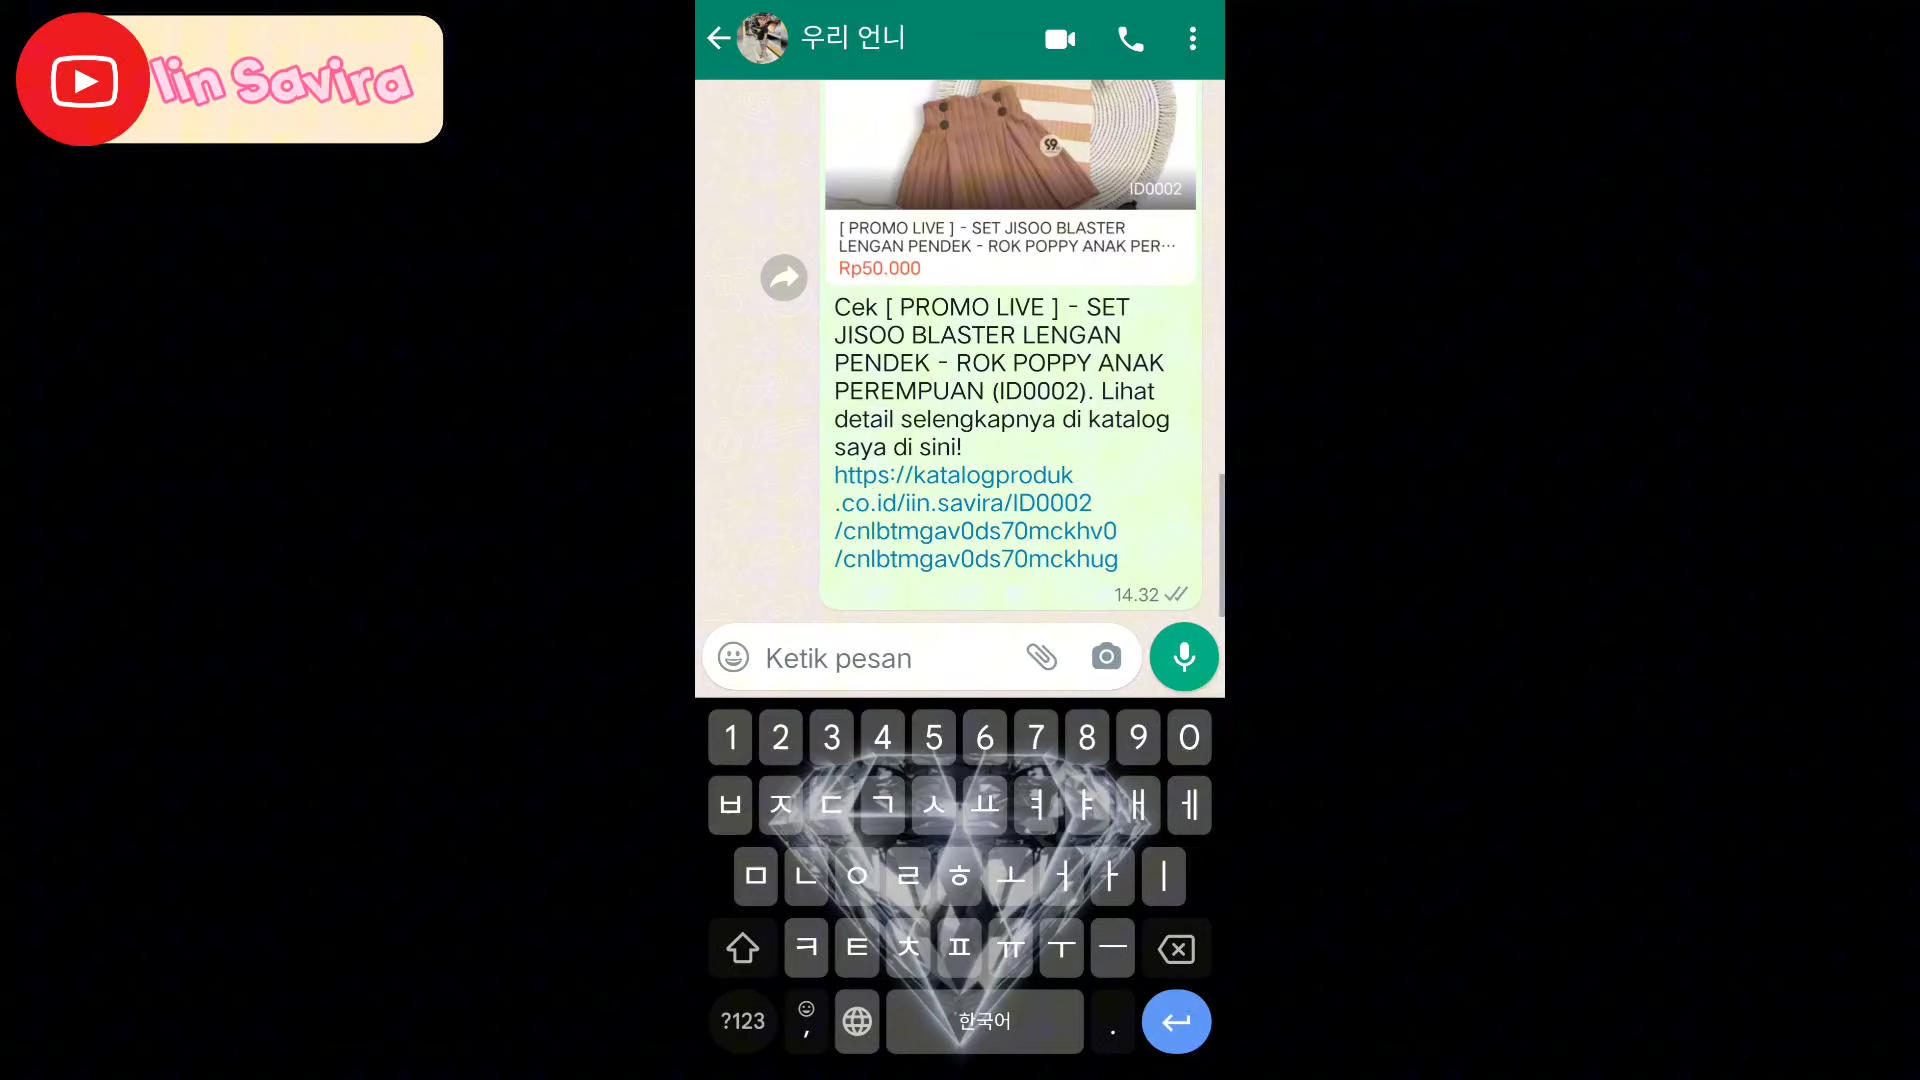 Iin Savira
우리 언니
S9
ID0002
[ PROMO LIVE ] - SET JISOO BLASTER
LENGAN PENDEK - ROK POPPY ANAK PER...
Rp50.000
Cek [ PROMO LIVE ] - SET
JISOO BLASTER LENGAN
PENDEK - ROK POPPY ANAK
PEREMPUAN (ID0002). Lihat
detail selengkapnya di katalog
saya di sini!
https://katalogproduk
.co.id/iin.savira/ID0002
/cnlbtmgav0ds70mckhv0
/cnlbtmgav0ds70mckhug
14.32
Ketik pesan
1 2 3 4 5 6 7 8 9 0
ㅂ ㅈ ㄷ ㄱ ㅅ ㅛ ㅕ ㅑ ㅐ ㅔ
ㅁ ㄴ ㅇ ㄹ ㅎ ㅗ ㅓ ㅏ ㅣ
ㅋ ㅌ ㅊ ㅍ ㅠ ㅜ ㅡ
?123 , 한국어 .